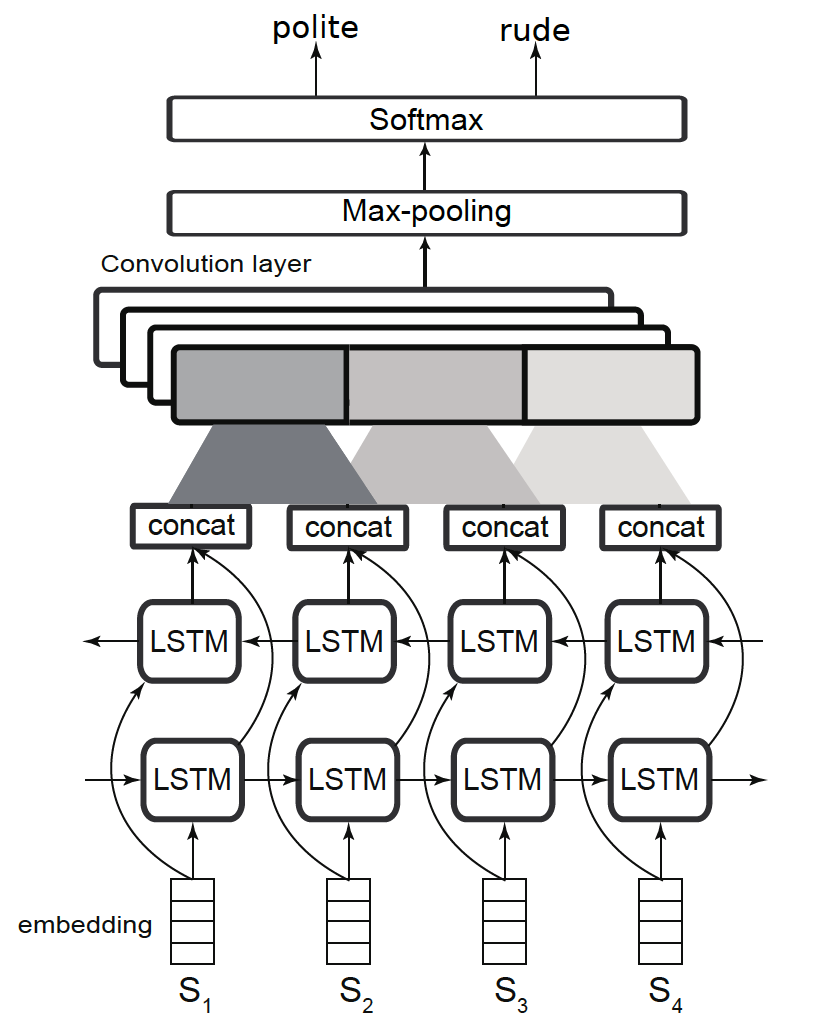 polite rude
Softmax
Max-pooling
Convolution layer
concat concat concat concat
LSTM LSTM LSTM LSTM
LSTM LSTM LSTM LSTM
embedding
S1 S2 S3 S4